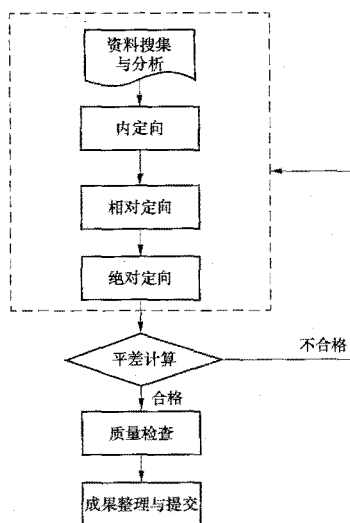 资料搜集
与分析
内定向
相对定向
绝对定向
平差计算
不合格
合格
质量检查
成果整理与提交